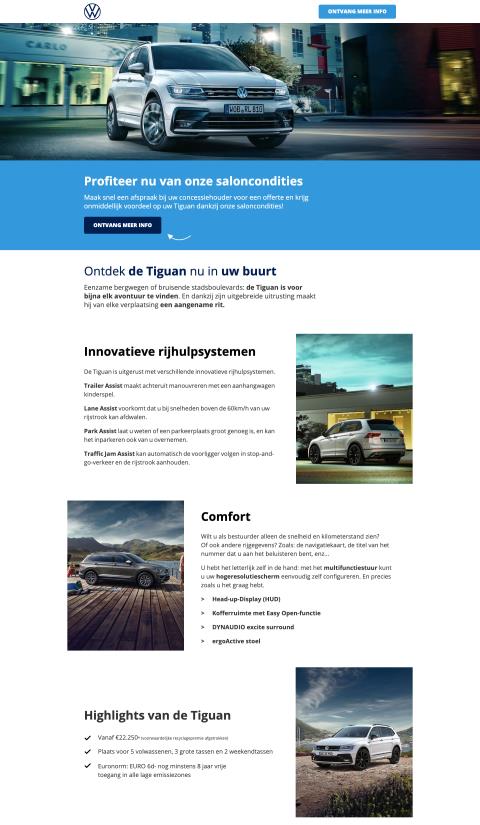 ONTVANG MEER INFO
CARLO
WOB RL 810
Profiteer nu van onze saloncondities
Maak snel een afspraak bij uw concessiehouder voor een offerte en krijg
onmiddellijk voordeel op uw Tiguan dankzij onze saloncondities!
ONTVANG MEER INFO
Ontdek de Tiguan nu in uw buurt
Eenzame bergwegen of bruisende stadsboulevards: de Tiguan is voor
bijna elk avontuur te vinden. En dankzij zijn uitgebreide uitrusting maakt
hij van elke verplaatsing een aangename rit.
Innovatieve rijhulpsystemen
De Tiguan is uitgerust met verschillende innovatieve rijhulpsystemen.
Trailer Assist maakt achteruit manouvreren met een aanhangwagen
kinderspel.
Lane Assist voorkomt dat u bij snelheden boven de 60km/h van uw
rijstrook kan afdwalen.
Park Assist laat u weten of een parkeerplaats groot genoeg is, en kan
het inparkeren ook van u overnemen.
Traffic Jam Assist kan automatisch de voorligger volgen in stop-and-
go-verkeer en de rijstrook aanhouden.
Comfort
Wilt u als bestuurder alleen de snelheid en kilometerstand zien?
Of ook andere rijgegevens? Zoals: de navigatiekaart, de titel van het
nummer dat u aan het beluisteren bent, enz...
U hebt het letterlijk zelf in de hand: met het multifunctiestuur kunt
u uw hogeresolutiescherm eenvoudig zelf configureren. En precies
zoals u het graag hebt.
> Head-up-Display (HUD)
> Kofferruimte met Easy Open-functie
> DYNAUDIO excite surround
> ergoActive stoel
Highlights van de Tiguan
Vanaf €22.250* (voorwaardelijke recyclagepremie afgetrokken)
Plaats voor 5 volwassenen, 3 grote tassen en 2 weekendtassen
Euronorm: EURO 6d- nog minstens 8 jaar vrije
toegang in alle lage emissiezones